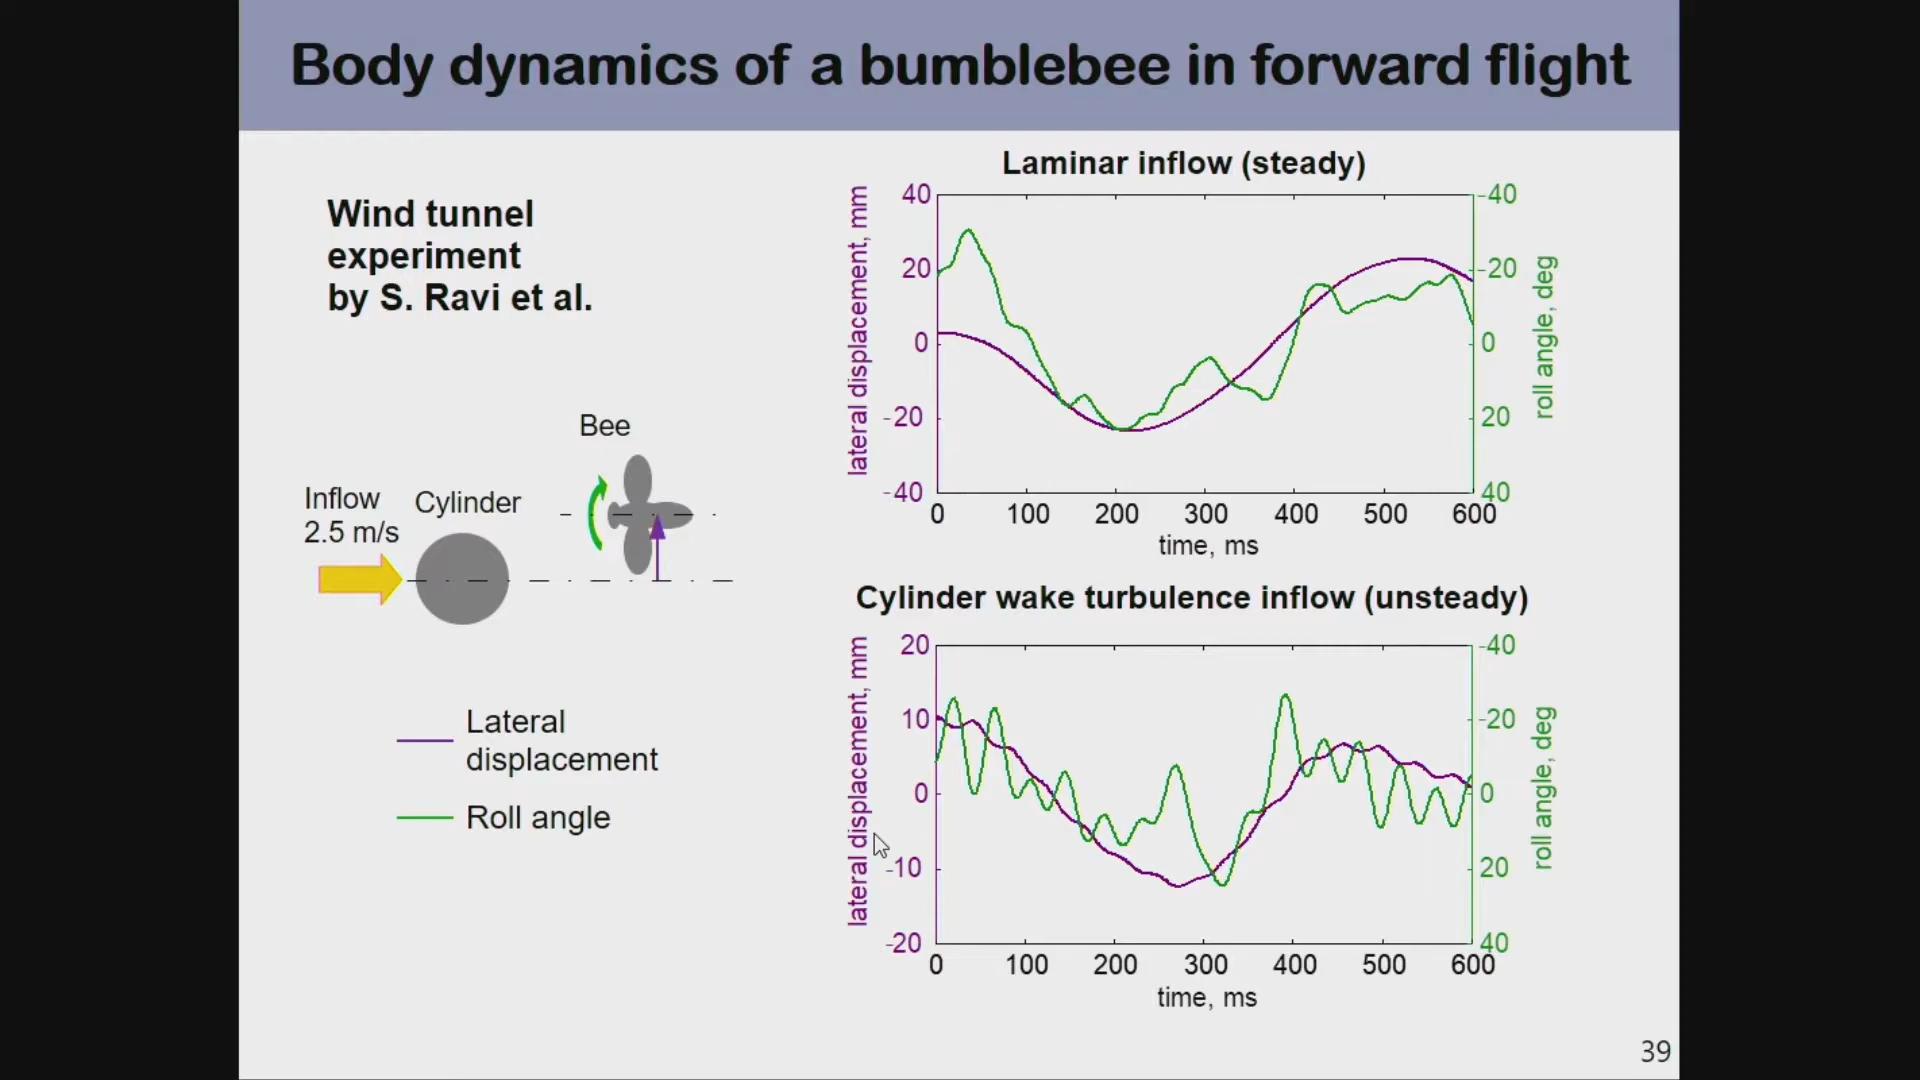 Body dynamics of a bumblebee in forward flight
Wind tunnel
experiment
by S. Ravi et al.
Bee
Inflow
2.5 m/s
Cylinder
Lateral
displacement
Roll angle
Laminar inflow (steady)
lateral displacement, mm
40
20
0
-20
-40
-40
-20
0
20
40
roll angle, deg
0 100 200 300 400 500 600
time, ms
Cylinder wake turbulence inflow (unsteady)
lateral displacement, mm
20
10
0
-10
-20
-40
-20
0
20
40
roll angle, deg
0 100 200 300 400 500 600
time, ms
39